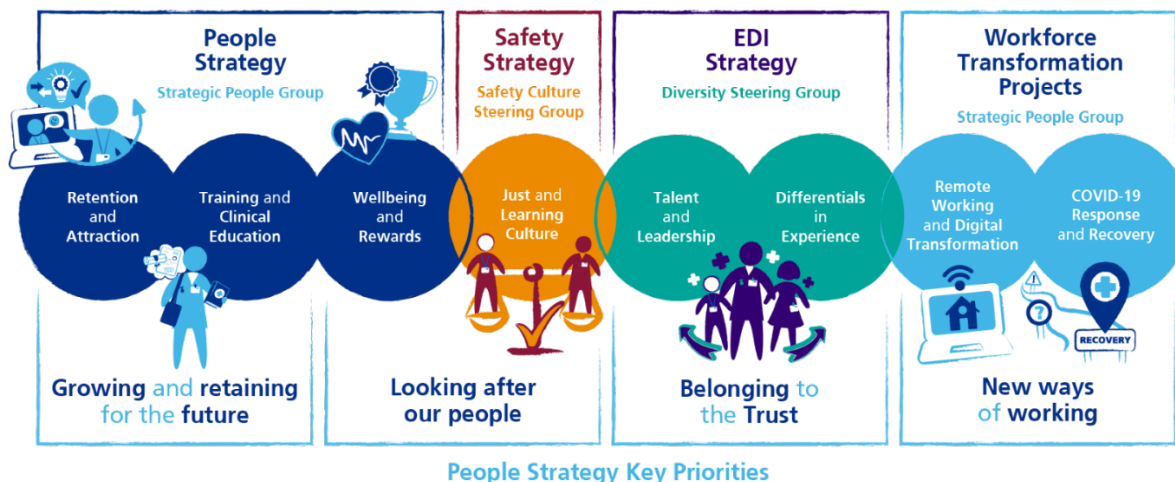 People
Strategy
Strategic People Group
Safety
Strategy
Safety Culture
Steering Group
EDI
Strategy
Diversity Steering Group
Workforce
Transformation
Projects
Strategic People Group
Retention
and
Attraction
Training and
Clinical
Education
Wellbeing
and
Rewards
Just and
Learning
Culture
Talent
and
Leadership
Differentials
in
Experience
Remote
Working
and Digital
Transformation
COVID-19
Response
and Recovery
!
?
RECOVERY
Growing and retaining
for the future
Looking after
our people
Belonging to
the Trust
New ways
of working
People Strategy Key Priorities